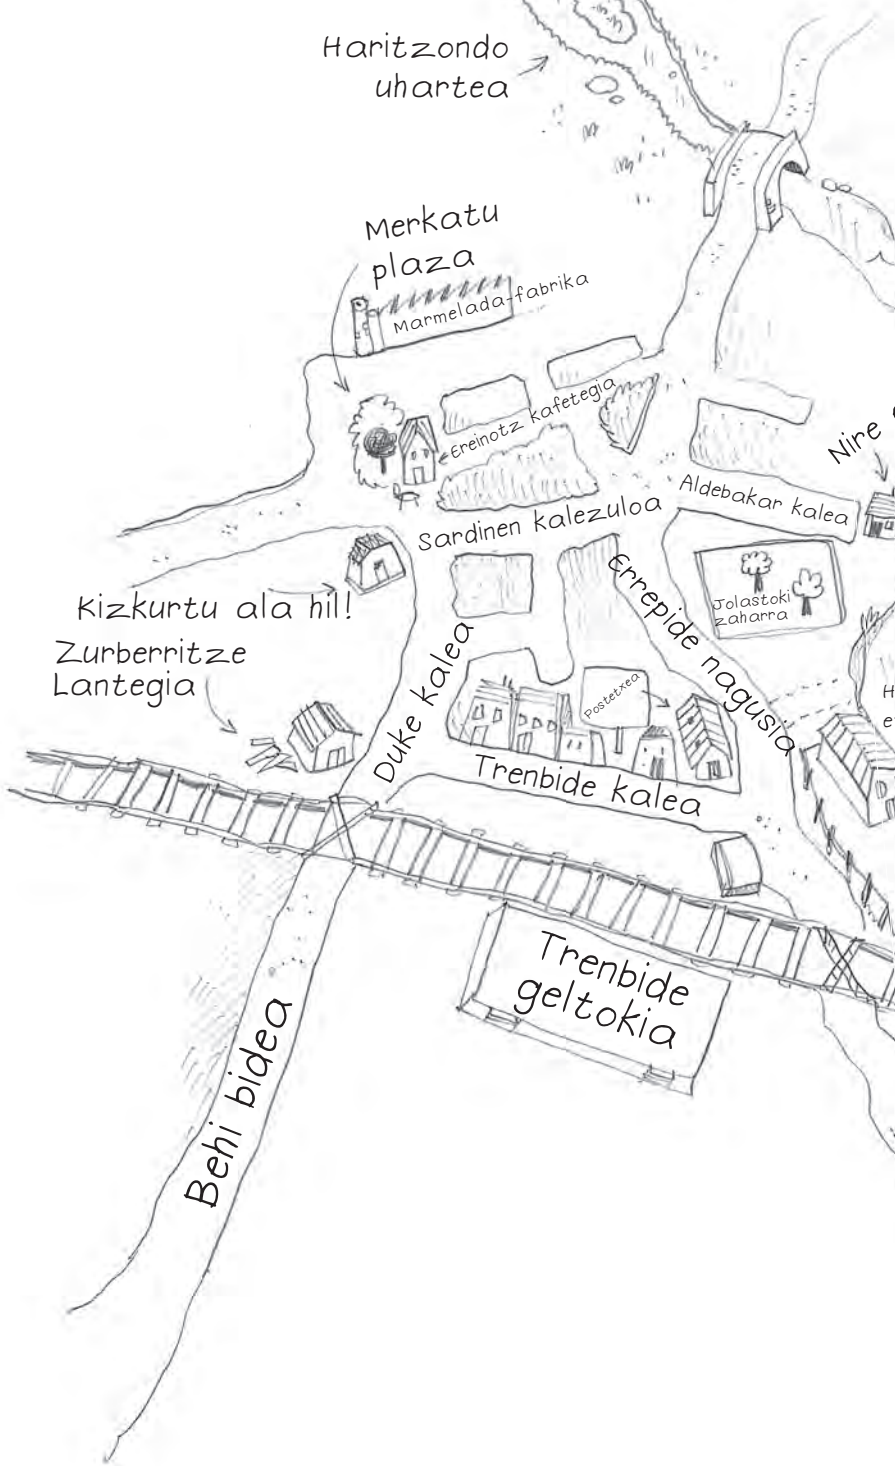 Haritzondo
uhartea
Merkatu
plaza
Marmelada-fabrika
Ereinotz kafetegia
Nire
Aldebakar kalea
Sardinen kalezuloa
Kizkurtu ala hil!
Jolastoki
zaharra
Errepide nagusia
Zurberritze
Lantegia
Duke kalea
Postetxea
Trenbide kalea
Trenbide
geltokia
Behi bidea